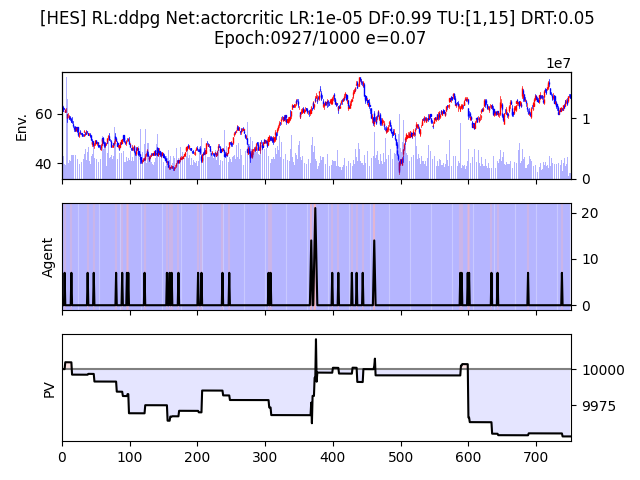 [HES] RL:ddpg Net:actorcritic LR:1e-05 DF:0.99 TU:[1,15] DRT:0.05
Epoch:0927/1000 e=0.07
1e7
Env.
60
40
1
0
Agent
20
10
0
PV
10000
9975
0 100 200 300 400 500 600 700